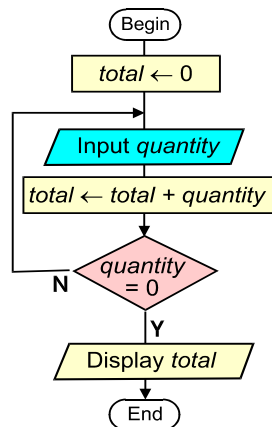 Begin
total ← 0
Input quantity
total ← total + quantity
quantity
= 0
N
Y
Display total
End